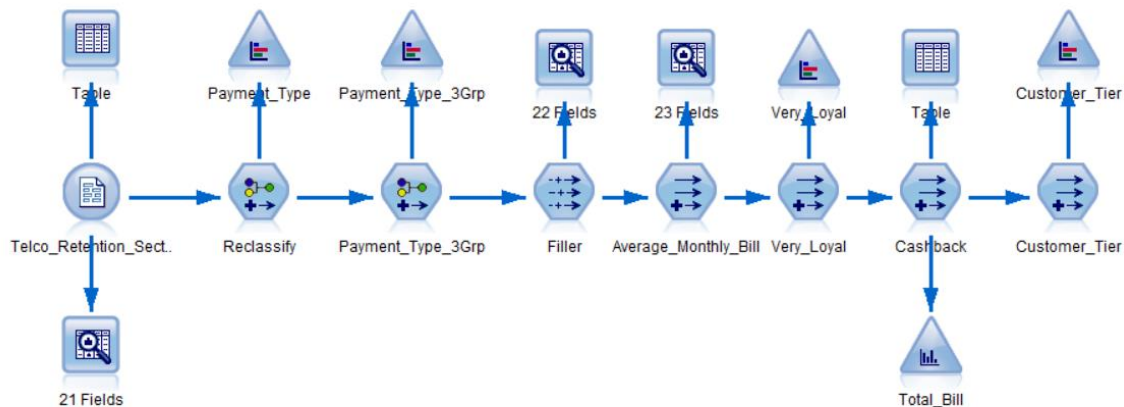 Table
Payment_Type
Payment_Type_3Grp
22 Fields
23 Fields
Very_Loyal
Table
Customer_Tier
Telco_Retention_Sect..
Reclassify
Payment_Type_3Grp
Filler
Average_Monthly_Bill
Very_Loyal
Cashback
Customer_Tier
21 Fields
Total_Bill